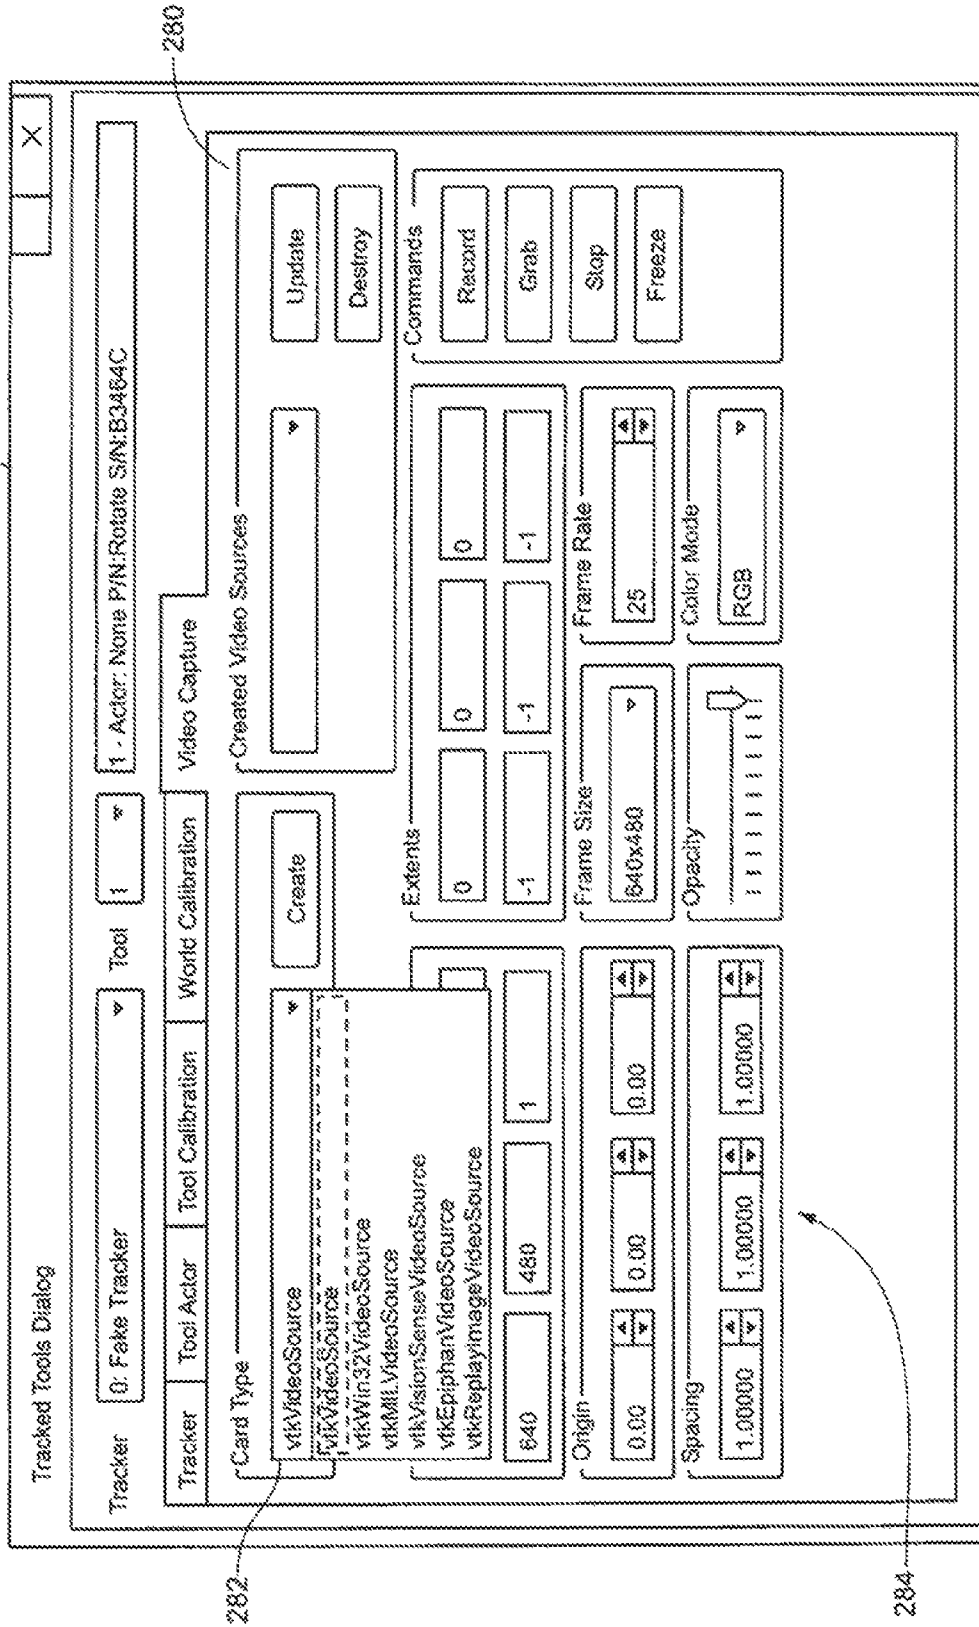 280
Tracked Tools Dialog
X
Tracker 0: Fake Tracker Tool 1 1 - Actor: None P/N:Rotate S/N:B3464C
Tracker Tool Actor Tool Calibration World Calibration Video Capture
Card Type
vtkVideoSource
Create
vtkVideoSource
vtkWin32VideoSource
vtkMILVideoSource
vtkVisionSenseVideoSource
vtkEpiphanVideoSource
vtkReplayImageVideoSource
Created Video Sources
Update
Destroy
640 480 1
Extents
0 0 0
-1 -1 -1
Commands
Record
Grab
Stop
Freeze
Origin
0.00 0.00 0.00
Frame Size
640x480
Frame Rate
25
Spacing
1.00000 1.00000 1.00000
Opacity
Color Mode
RGB
282
284